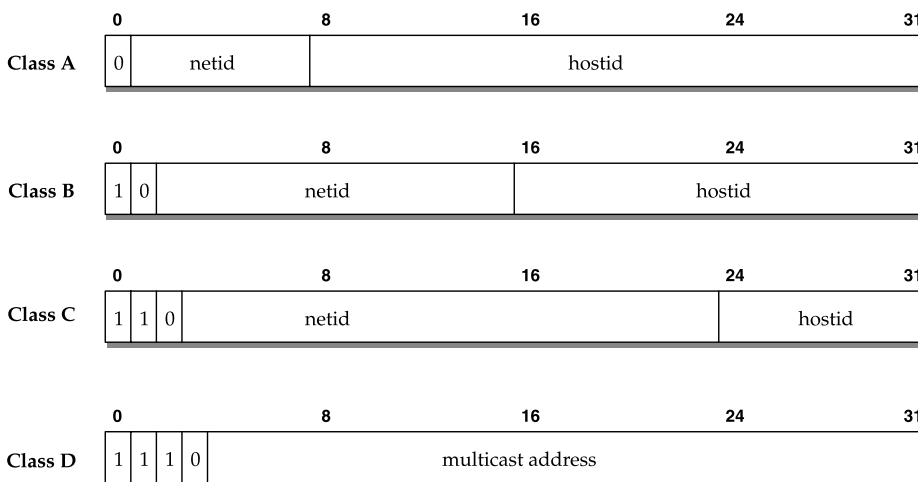 0 8 16 24 31
Class A 0 netid hostid
0 8 16 24 31
Class B 1 0 netid hostid
0 8 16 24 31
Class C 1 1 0 netid hostid
0 8 16 24 31
Class D 1 1 1 0 multicast address